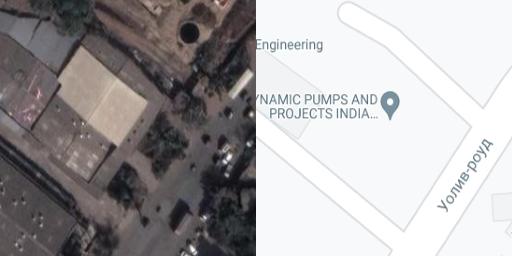 Engineering
YNAMIC PUMPS AND
PROJECTS INDIA...
Уолив-роуд